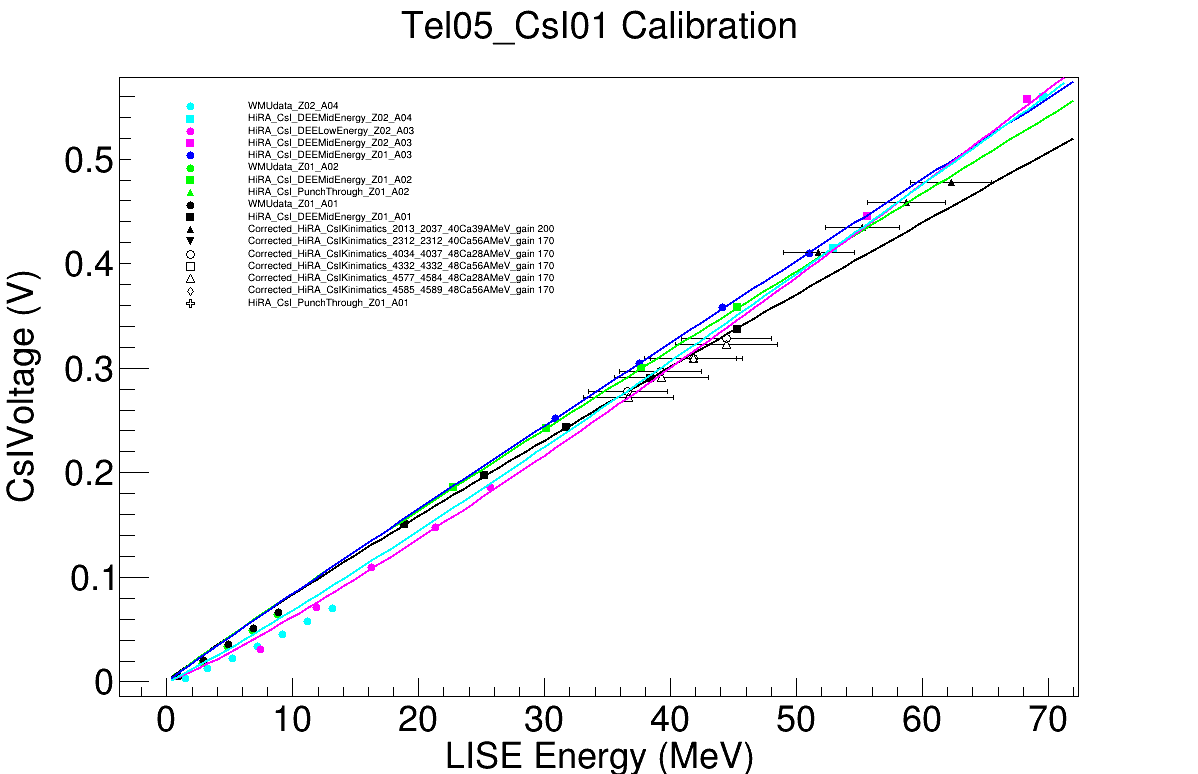 Tel05_CsI01 Calibration
WMUdata_Z02_A04
HiRA_CsI_DEEMidEnergy_Z02_A04
HiRA_CsI_DEELowEnergy_Z02_A03
HiRA_CsI_DEEMidEnergy_Z02_A03
HiRA_CsI_DEEMidEnergy_Z01_A03
WMUdata_Z01_A02
HiRA_CsI_DEEMidEnergy_Z01_A02
HiRA_CsI_PunchThrough_Z01_A02
WMUdata_Z01_A01
HiRA_CsI_DEEMidEnergy_Z01_A01
Corrected_HiRA_CsIKinimatics_2013_2037_40Ca39AMeV_gain 200
Corrected_HiRA_CsIKinimatics_2312_2312_40Ca56AMeV_gain 170
Corrected_HiRA_CsIKinimatics_4034_4037_48Ca28AMeV_gain 170
Corrected_HiRA_CsIKinimatics_4332_4332_48Ca56AMeV_gain 170
Corrected_HiRA_CsIKinimatics_4577_4584_48Ca28AMeV_gain 170
Corrected_HiRA_CsIKinimatics_4585_4589_48Ca56AMeV_gain 170
HiRA_CsI_PunchThrough_Z01_A01
CsIVoltage (V)
0.5
0.4
0.3
0.2
0.1
0
0 10 20 30 40 50 60 70
LISE Energy (MeV)